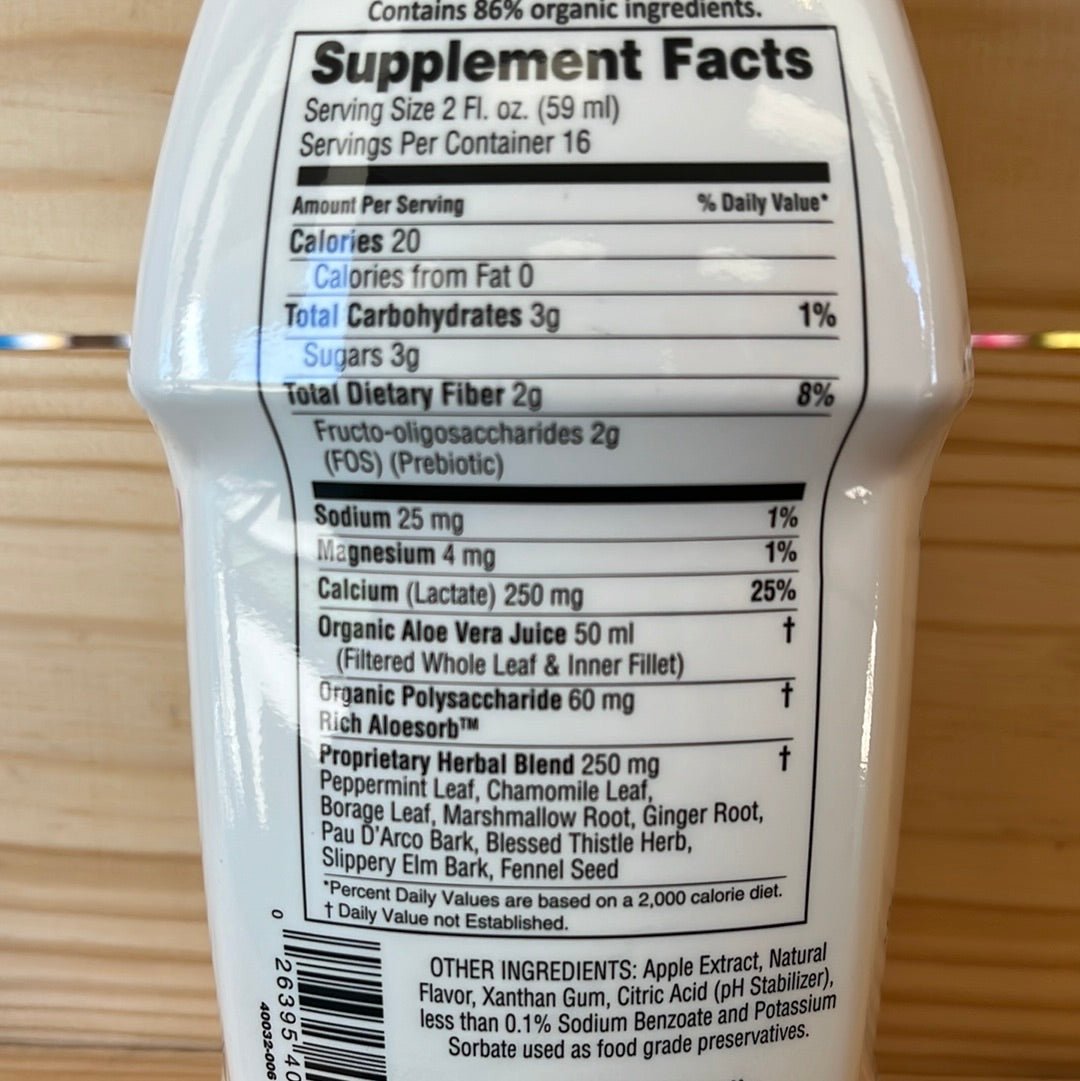 Contains 86% organic ingredients.
Supplement Facts
Serving Size 2 Fl. oz. (59 ml)
Servings Per Container 16
Amount Per Serving % Daily Value*
Calories 20
Calories from Fat 0
Total Carbohydrates 3g 1%
Sugars 3g
Total Dietary Fiber 2g 8%
Fructo-oligosaccharides 2g
(FOS) (Prebiotic)
Sodium 25 mg 1%
Magnesium 4 mg 1%
Calcium (Lactate) 250 mg 25%
Organic Aloe Vera Juice 50 ml †
(Filtered Whole Leaf & Inner Fillet)
Organic Polysaccharide 60 mg †
Rich Aloesorb™
Proprietary Herbal Blend 250 mg †
Peppermint Leaf, Chamomile Leaf,
Borage Leaf, Marshmallow Root, Ginger Root,
Pau D'Arco Bark, Blessed Thistle Herb,
Slippery Elm Bark, Fennel Seed
*Percent Daily Values are based on a 2,000 calorie diet.
† Daily Value not Established.
OTHER INGREDIENTS: Apple Extract, Natural
Flavor, Xanthan Gum, Citric Acid (pH Stabilizer),
less than 0.1% Sodium Benzoate and Potassium
Sorbate used as food grade preservatives.
0 26395 40
40032-006